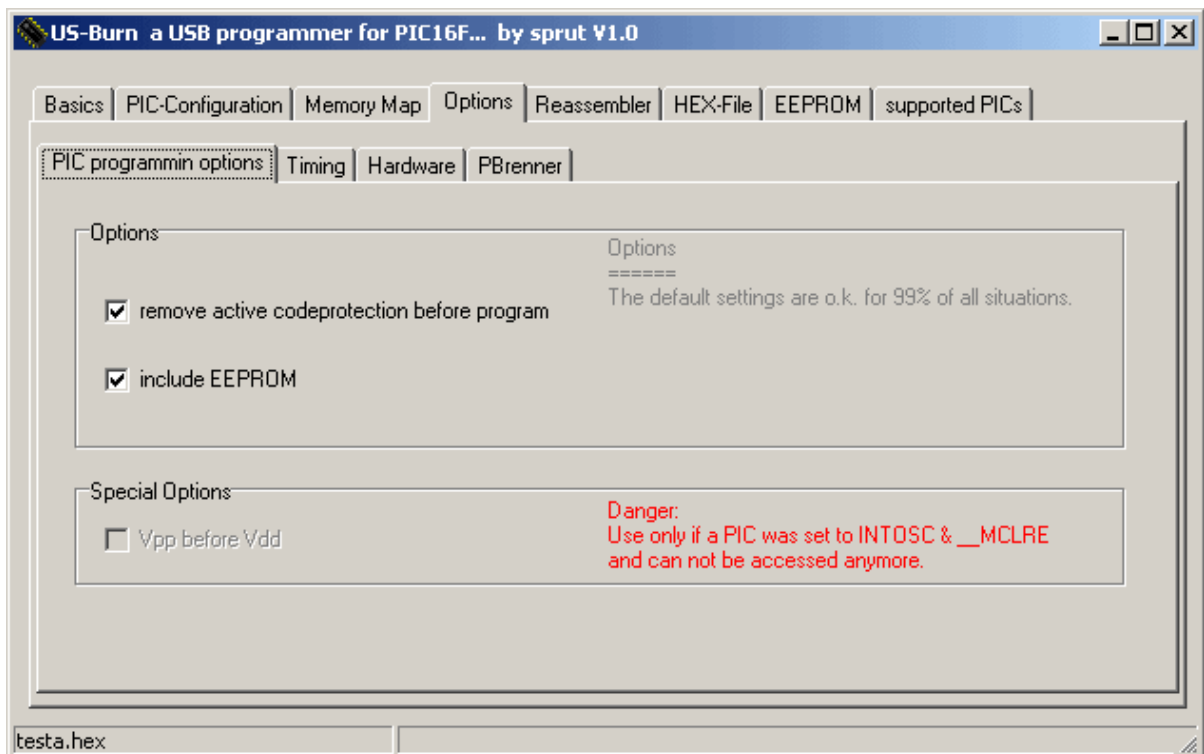 US-Burn a USB programmer for PIC16F... by sprut V1.0
Basics PIC-Configuration Memory Map Options Reassembler HEX-File EEPROM supported PICs
PIC programmin options Timing Hardware PBrenner
Options
Options
======
The default settings are o.k. for 99% of all situations.
remove active codeprotection before program
include EEPROM
Special Options
Vpp before Vdd
Danger:
Use only if a PIC was set to INTOSC & __MCLRE
and can not be accessed anymore.
testa.hex